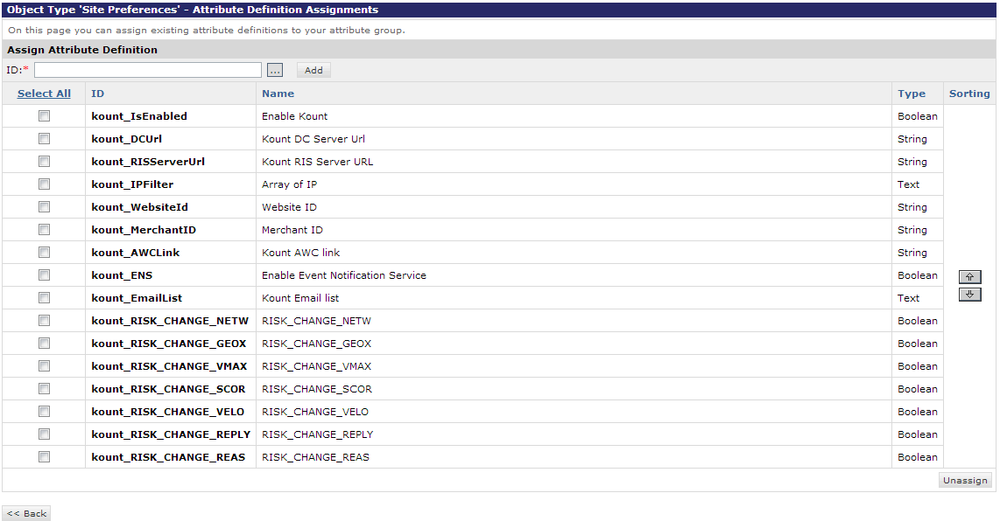 Object Type 'Site Preferences' - Attribute Definition Assignments
On this page you can assign existing attribute definitions to your attribute group.
Assign Attribute Definition
ID:* ... Add
Select All ID Name Type Sorting
kount_IsEnabled Enable Kount Boolean
kount_DCUrl Kount DC Server Url String
kount_RISServerUrl Kount RIS Server URL String
kount_IPFilter Array of IP Text
kount_WebsiteId Website ID String
kount_MerchantID Merchant ID String
kount_AWCLink Kount AWC link String
kount_ENS Enable Event Notification Service Boolean
kount_EmailList Kount Email list Text
kount_RISK_CHANGE_NETW RISK_CHANGE_NETW Boolean
kount_RISK_CHANGE_GEOX RISK_CHANGE_GEOX Boolean
kount_RISK_CHANGE_VMAX RISK_CHANGE_VMAX Boolean
kount_RISK_CHANGE_SCOR RISK_CHANGE_SCOR Boolean
kount_RISK_CHANGE_VELO RISK_CHANGE_VELO Boolean
kount_RISK_CHANGE_REPLY RISK_CHANGE_REPLY Boolean
kount_RISK_CHANGE_REAS RISK_CHANGE_REAS Boolean
Unassign
<< Back